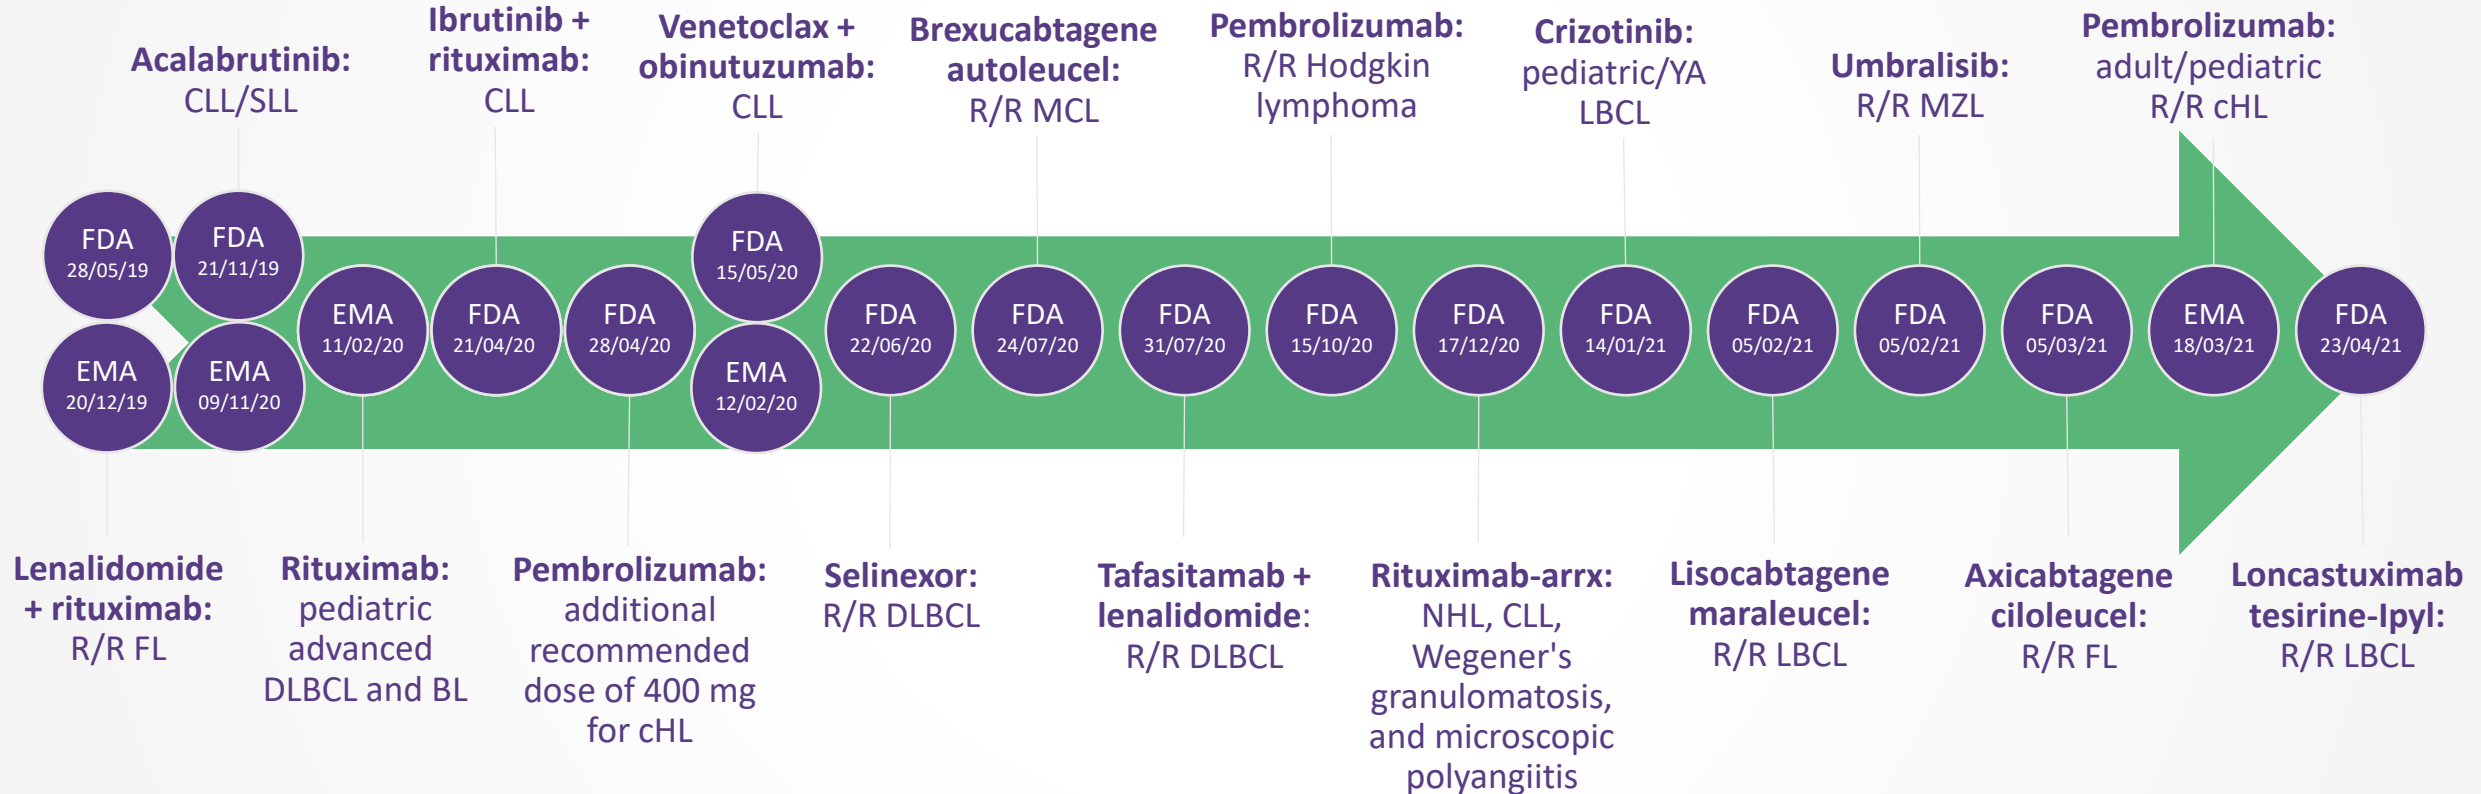 Acalabrutinib:
CLL/SLL
Ibrutinib +
rituximab:
CLL
Venetoclax +
obinutuzumab:
CLL
Brexucabtagene
autoleucel:
R/R MCL
Pembrolizumab:
R/R Hodgkin
lymphoma
Crizotinib:
pediatric/YA
LBCL
Umbralisib:
R/R MZL
Pembrolizumab:
adult/pediatric
R/R cHL
FDA
28/05/19
EMA
20/12/19
FDA
21/11/19
EMA
09/11/20
EMA
11/02/20
FDA
21/04/20
FDA
28/04/20
FDA
15/05/20
EMA
12/02/20
FDA
22/06/20
FDA
24/07/20
FDA
31/07/20
FDA
15/10/20
FDA
17/12/20
FDA
14/01/21
FDA
05/02/21
FDA
05/02/21
FDA
05/03/21
EMA
18/03/21
FDA
23/04/21
Lenalidomide
+ rituximab:
R/R FL
Rituximab:
pediatric
advanced
DLBCL and BL
Pembrolizumab:
additional
recommended
dose of 400 mg
for cHL
Selinexor:
R/R DLBCL
Tafasitamab +
lenalidomide:
R/R DLBCL
Rituximab-arrx:
NHL, CLL,
Wegener's
granulomatosis,
and microscopic
polyangiitis
Lisocabtagene
maraleucel:
R/R LBCL
Axicabtagene
ciloleucel:
R/R FL
Loncastuximab
tesirine-Ipyl:
R/R LBCL